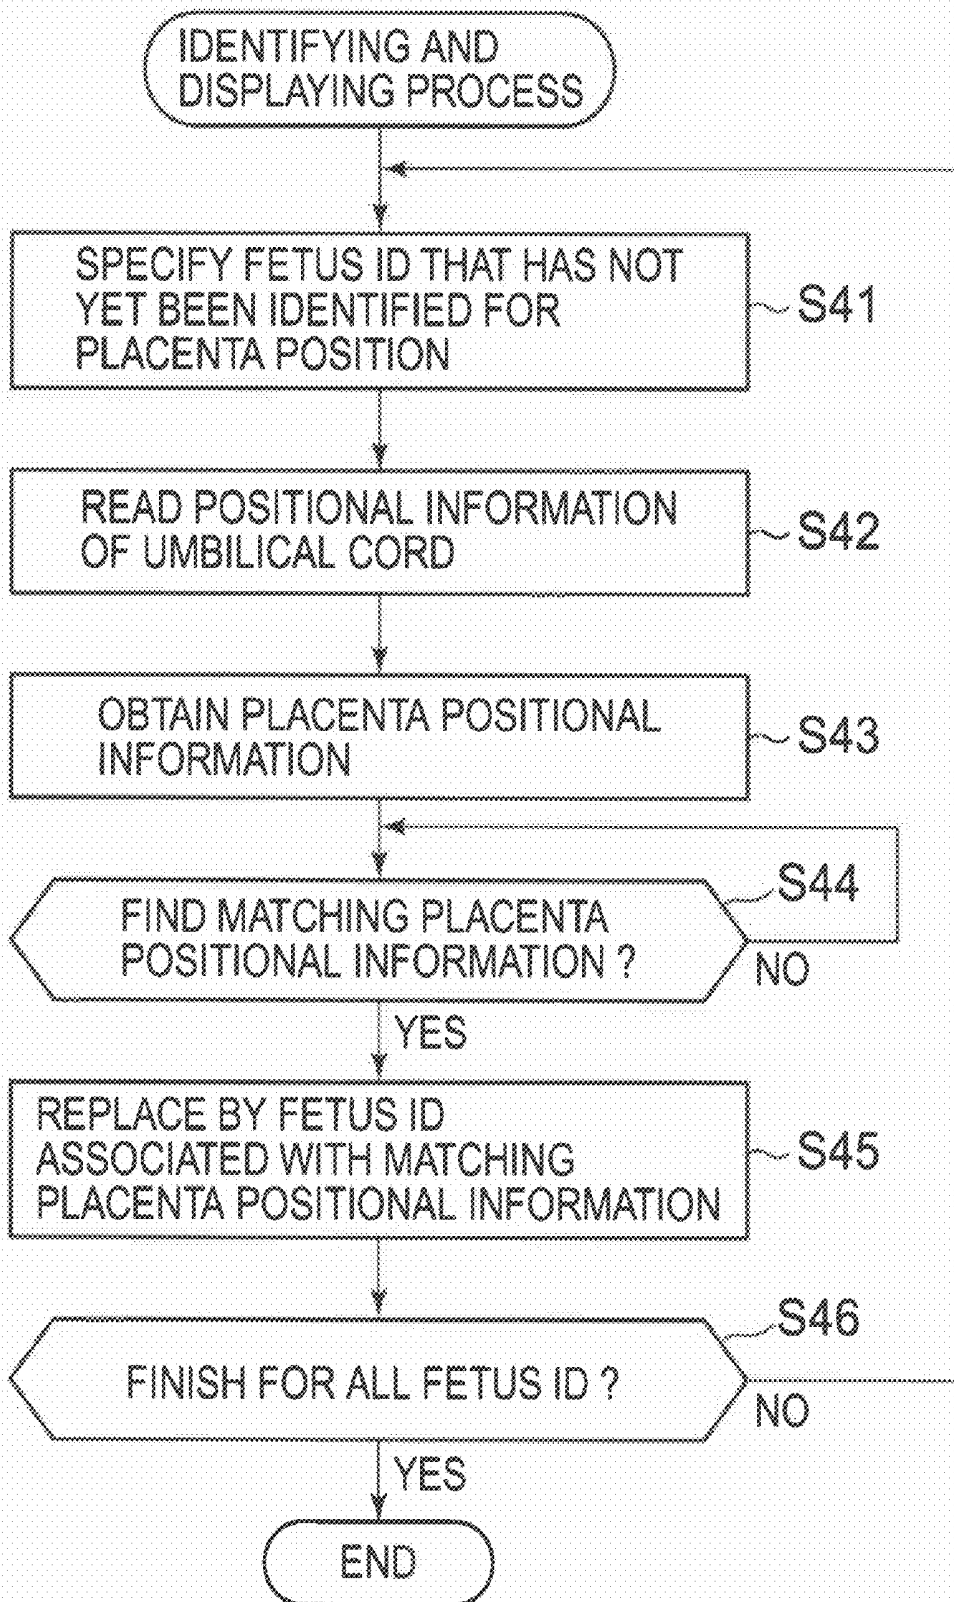 IDENTIFYING AND
DISPLAYING PROCESS
SPECIFY FETUS ID THAT HAS NOT
YET BEEN IDENTIFIED FOR
PLACENTA POSITION
S41
READ POSITIONAL INFORMATION
OF UMBILICAL CORD
S42
OBTAIN PLACENTA POSITIONAL
INFORMATION
S43
FIND MATCHING PLACENTA
POSITIONAL INFORMATION ?
S44
NO
YES
REPLACE BY FETUS ID
ASSOCIATED WITH MATCHING
PLACENTA POSITIONAL INFORMATION
S45
FINISH FOR ALL FETUS ID ?
S46
NO
YES
END